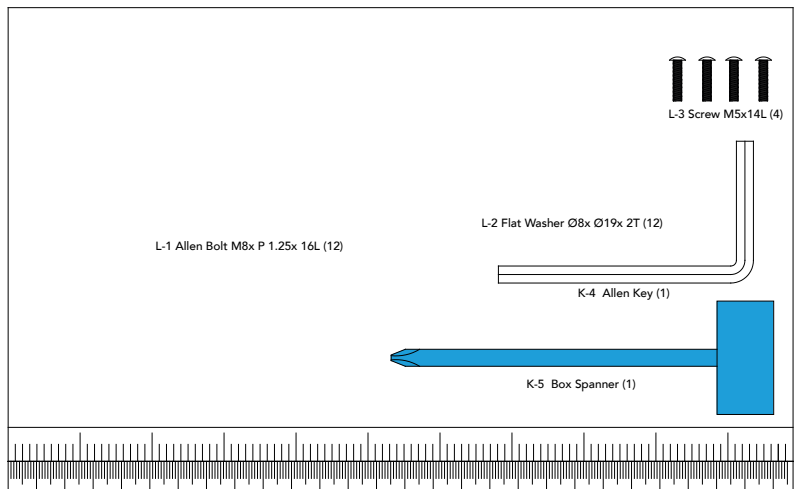 L-3 Screw M5x14L (4)
L-2 Flat Washer Ø8x Ø19x 2T (12)
L-1 Allen Bolt M8x P 1.25x 16L (12)
K-4 Allen Key (1)
K-5 Box Spanner (1)